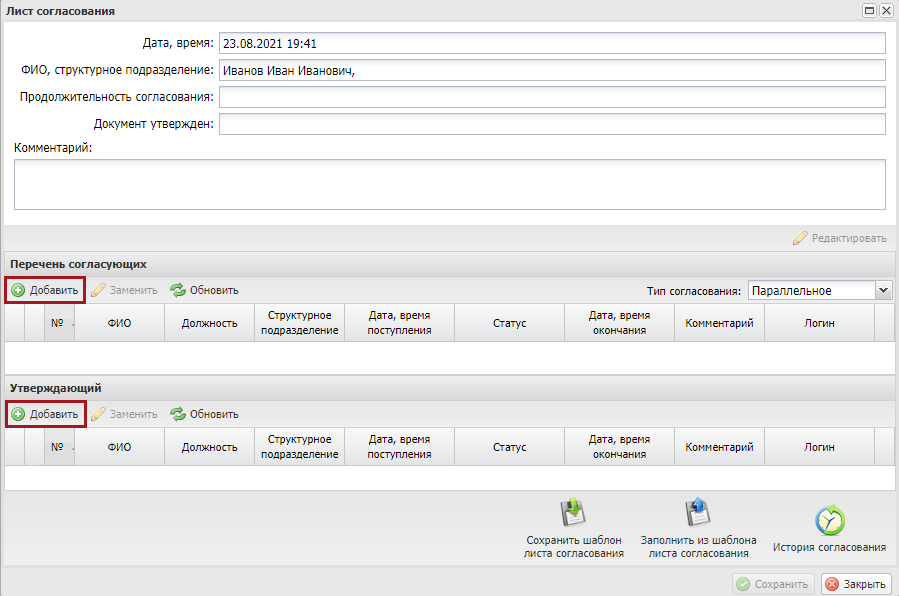 Лист согласования
Дата, время: 23.08.2021 19:41
ФИО, структурное подразделение: Иванов Иван Иванович,
Продолжительность согласования:
Документ утвержден:
Комментарий:
Редактировать
Перечень согласующих
Добавить Заменить Обновить Тип согласования: Параллельное
№ ФИО Должность Структурное подразделение Дата, время поступления Статус Дата, время окончания Комментарий Логин
Утверждающий
Добавить Заменить Обновить
№ ФИО Должность Структурное подразделение Дата, время поступления Статус Дата, время окончания Комментарий Логин
Сохранить шаблон
листа согласования
Заполнить из шаблона
листа согласования
История согласования
Сохранить Закрыть